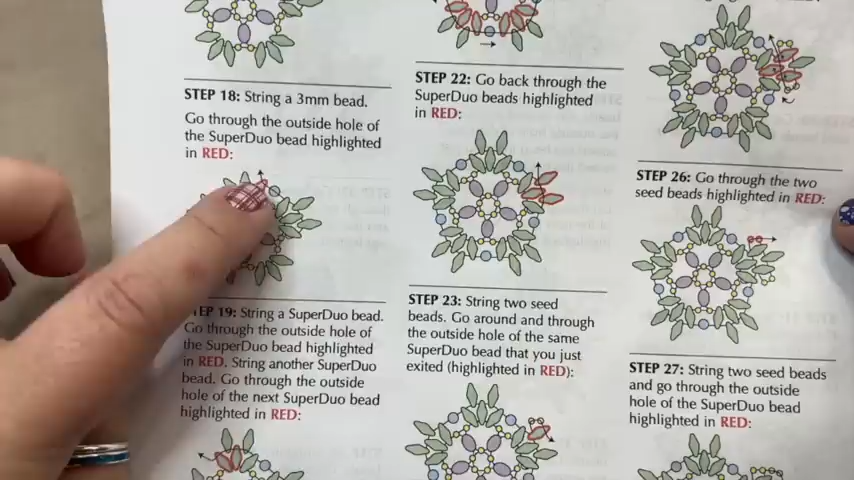 STEP 18: String a 3mm bead.
Go through the outside hole of
the SuperDuo bead highlighted
in RED:
EP 19: String a SuperDuo bead.
Go through the outside hole of
the SuperDuo bead highlighted
in RED. String another SuperDuo
bead. Go through the outside
hole of the next SuperDuo bead
highlighted in RED:
STEP 22: Go back through the
SuperDuo beads highlighted
in RED:
STEP 23: String two seed
beads. Go around and through
the outside hole of the same
SuperDuo bead that you just
exited (highlighted in RED):
STEP 26: Go through the two
seed beads highlighted in RED:
STEP 27: String two seed beads
and go through the outside
hole of the SuperDuo bead
highlighted in RED: